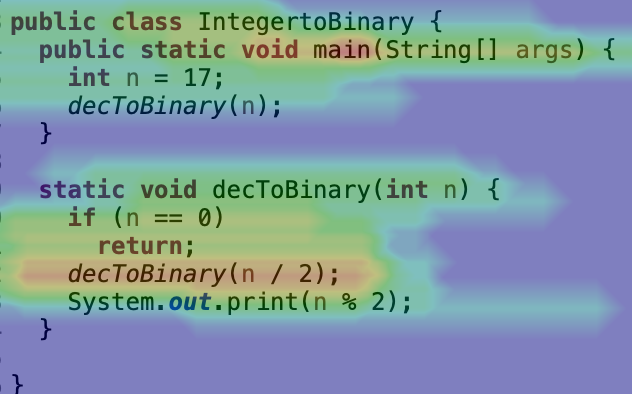 public class IntegertoBinary {
public static void main(String[] args) {
int n = 17;
decToBinary(n);
}
static void decToBinary(int n) {
if (n == 0)
return;
decToBinary(n / 2);
System.out.print(n % 2);
}
}